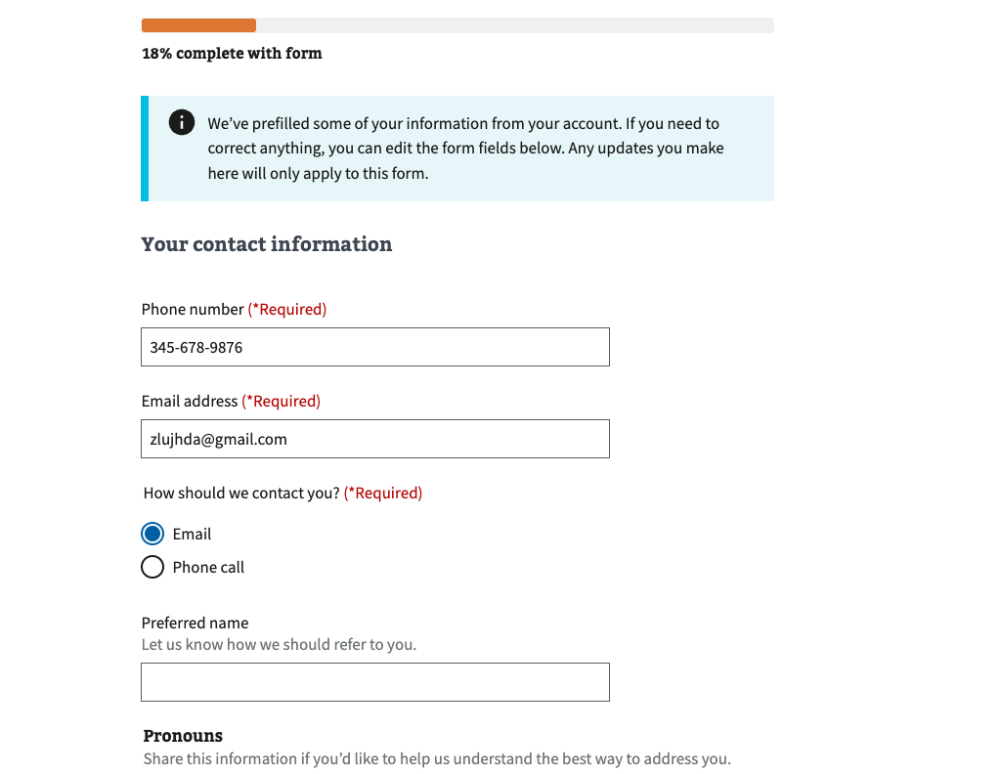 18% complete with form
We’ve prefilled some of your information from your account. If you need to
correct anything, you can edit the form fields below. Any updates you make
here will only apply to this form.
Your contact information
Phone number (*Required)
345-678-9876
Email address (*Required)
zlujhda@gmail.com
How should we contact you? (*Required)
Email
Phone call
Preferred name
Let us know how we should refer to you.
Pronouns
Share this information if you’d like to help us understand the best way to address you.